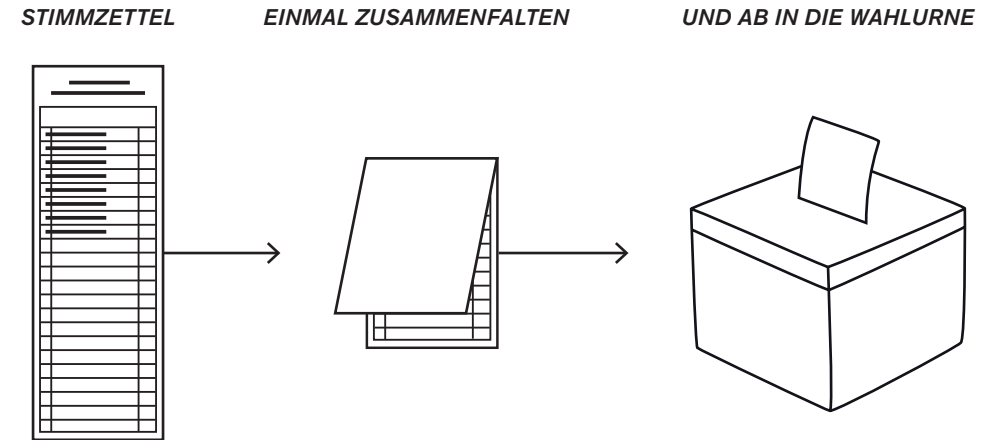 STIMMZETTEL
EINMAL ZUSAMMENFALTEN
UND AB IN DIE WAHLURNE